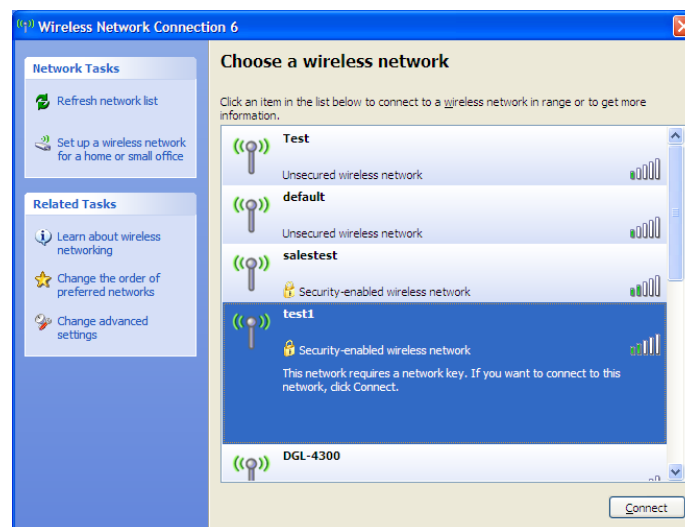 Wireless Network Connection 6
Network Tasks
Refresh network list
Set up a wireless network
for a home or small office
Related Tasks
Learn about wireless
networking
Change the order of
preferred networks
Change advanced
settings
Choose a wireless network
Click an item in the list below to connect to a wireless network in range or to get more
information.
Test
Unsecured wireless network
default
Unsecured wireless network
salestest
Security-enabled wireless network
test1
Security-enabled wireless network
This network requires a network key. If you want to connect to this
network, click Connect.
DGL-4300
Connect